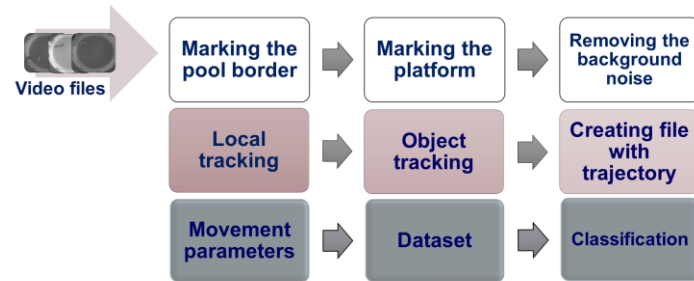 Video files
Marking the
pool border
Marking the
platform
Removing the
background
noise
Local
tracking
Object
tracking
Creating file
with
trajectory
Movement
parameters
Dataset
Classification